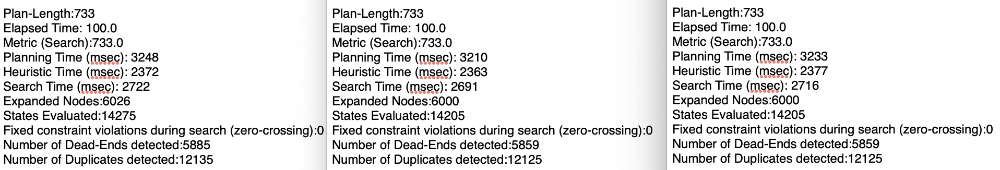 Plan-Length:733
Elapsed Time: 100.0
Metric (Search):733.0
Planning Time (msec): 3248
Heuristic Time (msec): 2372
Search Time (msec): 2722
Expanded Nodes:6026
States Evaluated:14275
Fixed constraint violations during search (zero-crossing):0
Number of Dead-Ends detected:5885
Number of Duplicates detected:12135
Plan-Length:733
Elapsed Time: 100.0
Metric (Search):733.0
Planning Time (msec): 3210
Heuristic Time (msec): 2363
Search Time (msec): 2691
Expanded Nodes:6000
States Evaluated:14205
Fixed constraint violations during search (zero-crossing):0
Number of Dead-Ends detected:5859
Number of Duplicates detected:12125
Plan-Length:733
Elapsed Time: 100.0
Metric (Search):733.0
Planning Time (msec): 3233
Heuristic Time (msec): 2377
Search Time (msec): 2716
Expanded Nodes:6000
States Evaluated:14205
Fixed constraint violations during search (zero-crossing):0
Number of Dead-Ends detected:5859
Number of Duplicates detected:12125